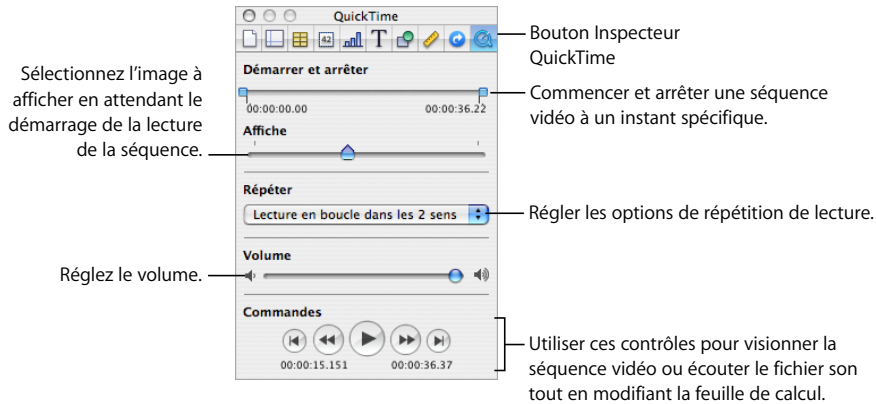 QuickTime
42
T
Bouton Inspecteur
QuickTime
Démarrer et arrêter
Sélectionnez l'image à
afficher en attendant le
démarrage de la lecture
de la séquence.
00:00:00.00
00:00:36.22
Commencer et arrêter une séquence
vidéo à un instant spécifique.
Affiche
Répéter
Lecture en boucle dans les 2 sens
Régler les options de répétition de lecture.
Volume
Réglez le volume.
Commandes
00:00:15.151
00:00:36.37
Utiliser ces contrôles pour visionner la
séquence vidéo ou écouter le fichier son
tout en modifiant la feuille de calcul.